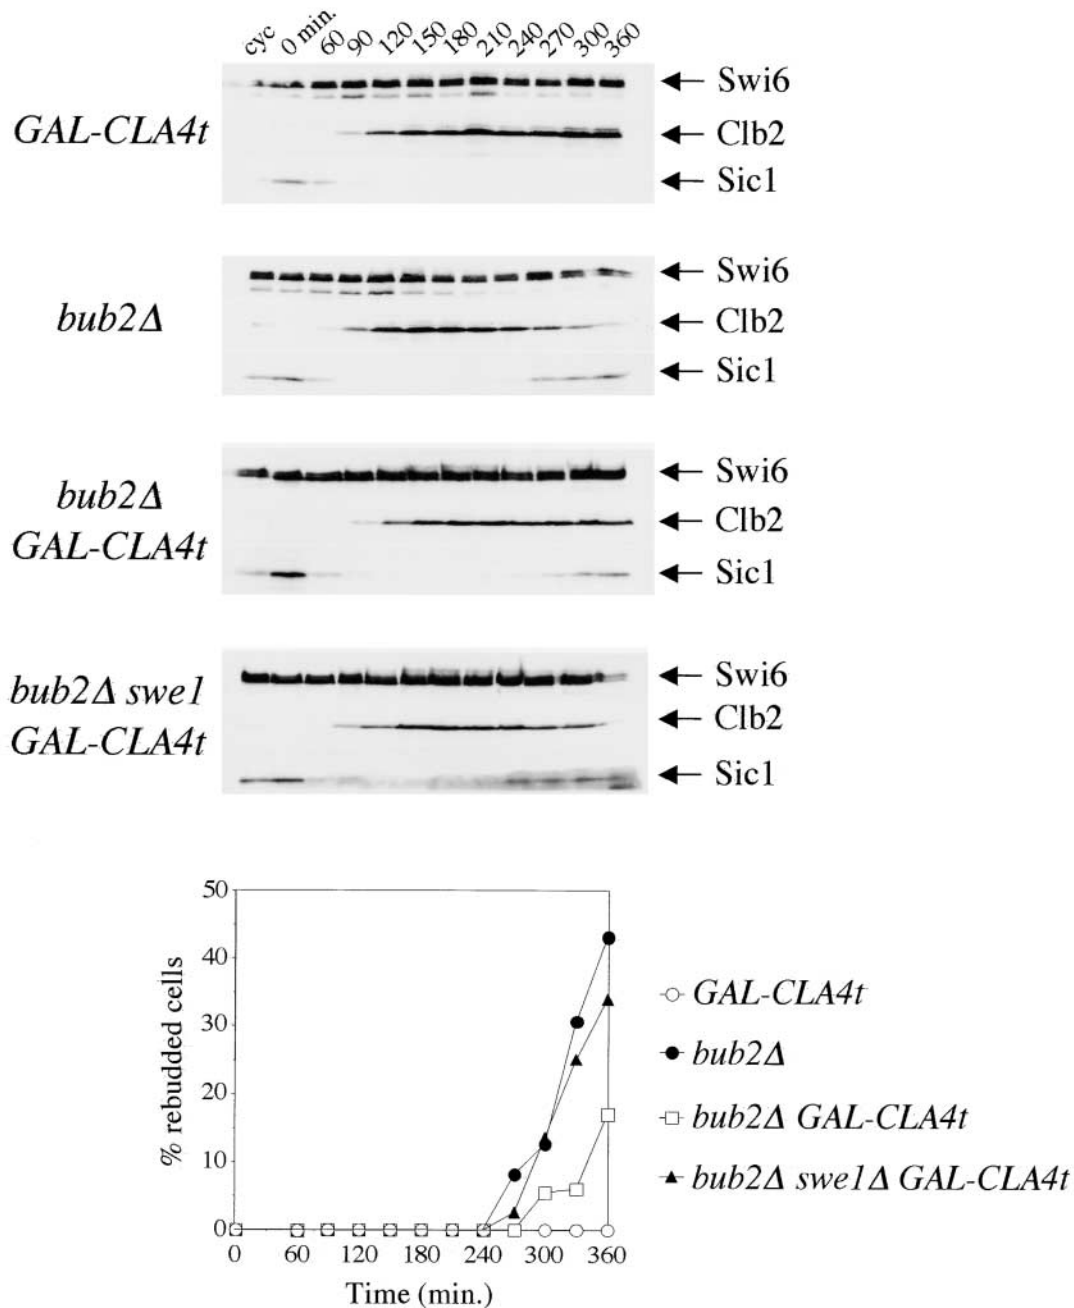 cyc 0 min. 60 90 120 150 180 210 240 270 300 360
GAL-CLA4t
Swi6
Clb2
Sic1
bub2Δ
Swi6
Clb2
Sic1
bub2Δ
GAL-CLA4t
Swi6
Clb2
Sic1
bub2Δ swe1
GAL-CLA4t
Swi6
Clb2
Sic1
50
40
30
20
10
0
% rebudded cells
0 60 120 180 240 300 360
Time (min.)
GAL-CLA4t
bub2Δ
bub2Δ GAL-CLA4t
bub2Δ swe1Δ GAL-CLA4t